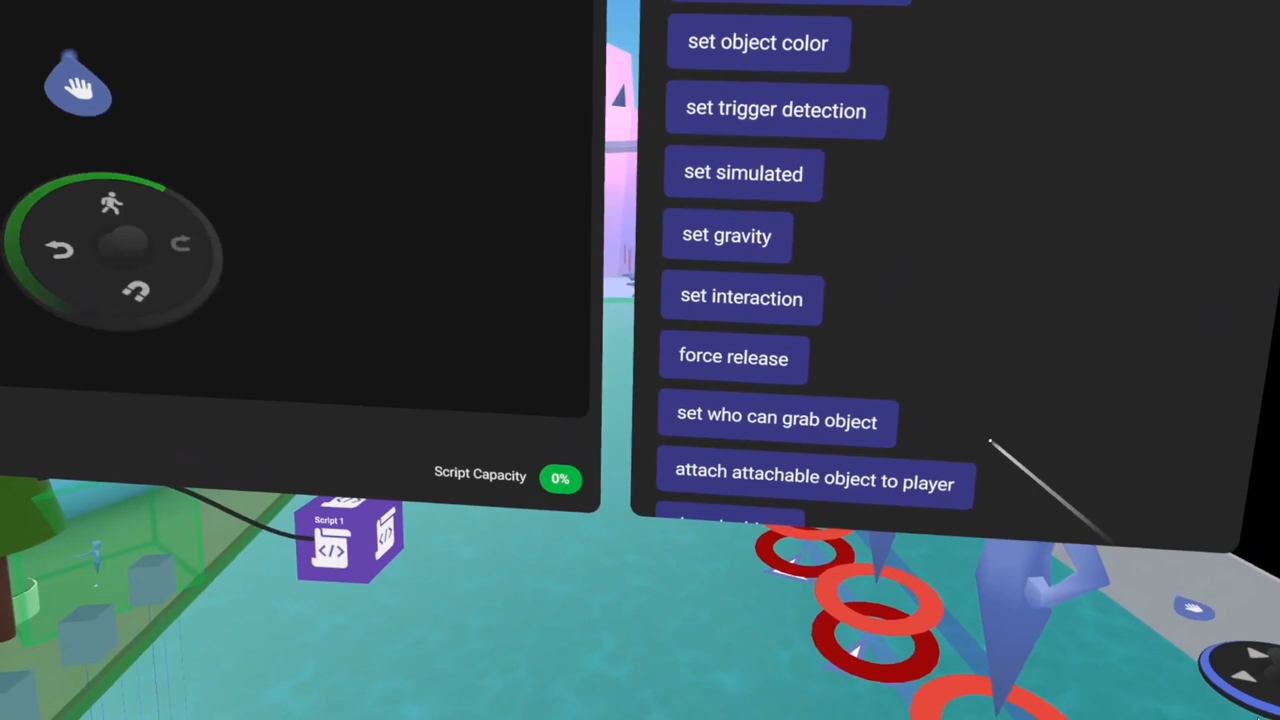 set object color
set trigger detection
set simulated
set gravity
set interaction
force release
set who can grab object
attach attachable object to player
Script Capacity 0%
Script 1